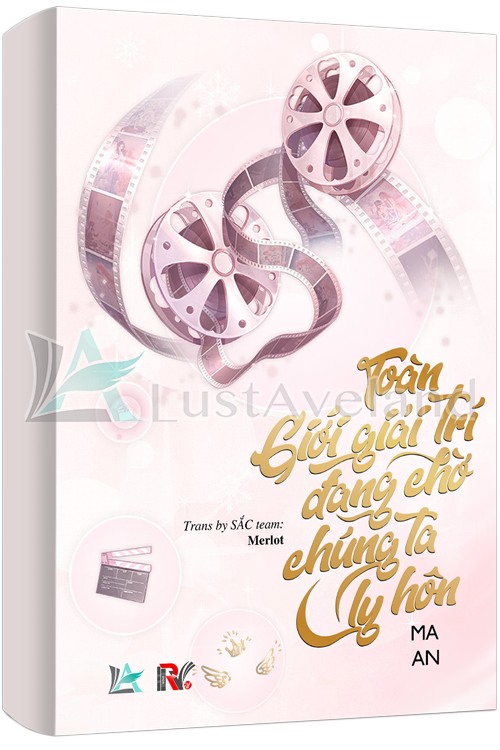 LustAveland
Toàn
Giới giải trí
đang chờ
chúng ta
ly hôn
Trans by SẮC team:
Merlot
MA
AN